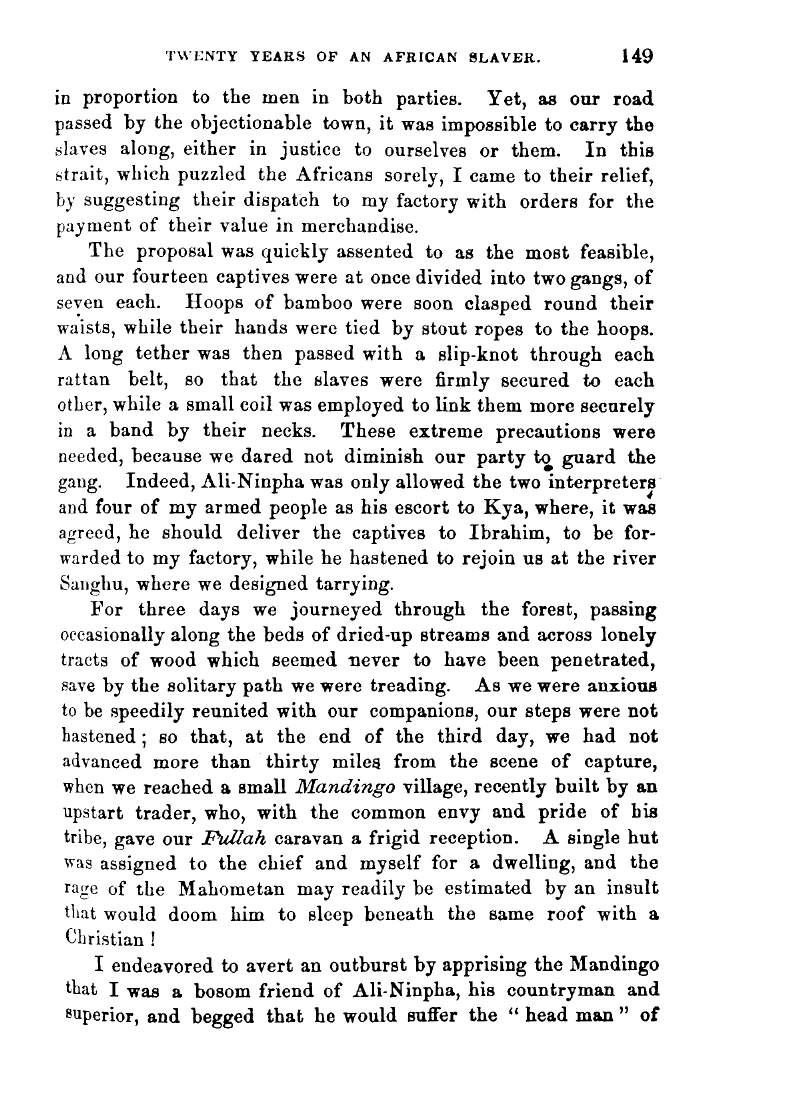 TWENTY YEARS OF AN AFRICAN SLAVER. 149
in proportion to the men in both parties. Yet, as our road
passed by the objectionable town, it was impossible to carry the
slaves along, either in justice to ourselves or them. In this
strait, which puzzled the Africans sorely, I came to their relief,
by suggesting their dispatch to my factory with orders for the
payment of their value in merchandise.
The proposal was quickly assented to as the most feasible,
and our fourteen captives were at once divided into two gangs, of
seven each. Hoops of bamboo were soon clasped round their
waists, while their hands were tied by stout ropes to the hoops.
A long tether was then passed with a slip-knot through each
rattan belt, so that the slaves were firmly secured to each
other, while a small coil was employed to link them more securely
in a band by their necks. These extreme precautions were
needed, because we dared not diminish our party to guard the
gang. Indeed, Ali-Ninpha was only allowed the two interpreters
and four of my armed people as his escort to Kya, where, it was
agreed, he should deliver the captives to Ibrahim, to be for-
warded to my factory, while he hastened to rejoin us at the river
Sanghu, where we designed tarrying.
For three days we journeyed through the forest, passing
occasionally along the beds of dried-up streams and across lonely
tracts of wood which seemed never to have been penetrated,
save by the solitary path we were treading. As we were anxious
to be speedily reunited with our companions, our steps were not
hastened; so that, at the end of the third day, we had not
advanced more than thirty miles from the scene of capture,
when we reached a small Mandingo village, recently built by an
upstart trader, who, with the common envy and pride of his
tribe, gave our Fullah caravan a frigid reception. A single hut
was assigned to the chief and myself for a dwelling, and the
rage of the Mahometan may readily be estimated by an insult
that would doom him to sleep beneath the same roof with a
Christian!
I endeavored to avert an outburst by apprising the Mandingo
that I was a bosom friend of Ali-Ninpha, his countryman and
superior, and begged that he would suffer the "head man" of